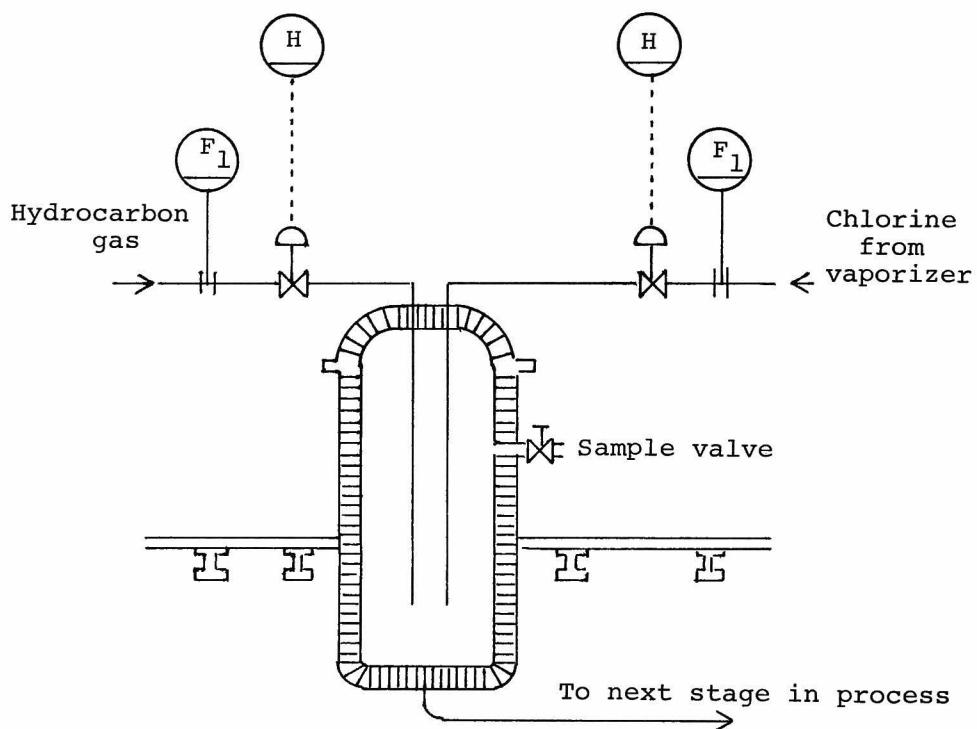 H
H
F1
F1
Hydrocarbon
gas
Chlorine
from
vaporizer
Sample valve
To next stage in process